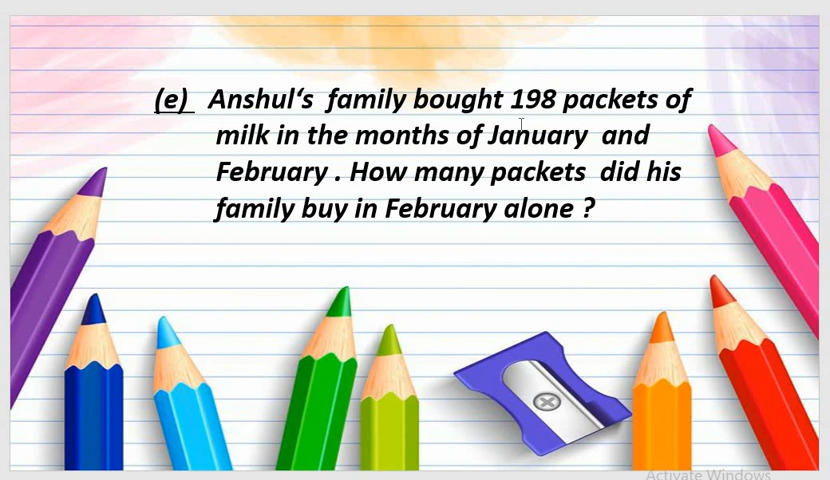 (e) Anshul‘s family bought 198 packets of
milk in the months of January and
February . How many packets did his
family buy in February alone ?
Activate Windows